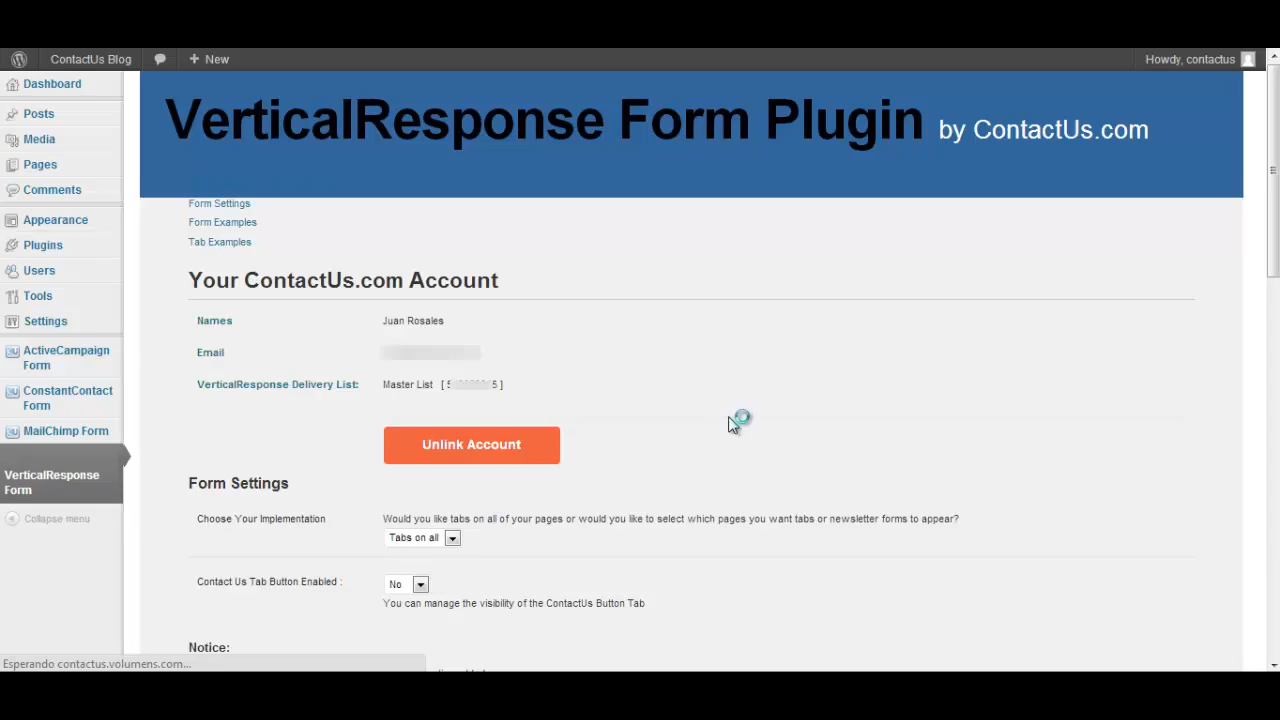 ContactUs Blog
+ New
Howdy, contactus
Dashboard
Posts
Media
Pages
Comments
Appearance
Plugins
Users
Tools
Settings
ActiveCampaign
Form
ConstantContact
Form
MailChimp Form
VerticalResponse
Form
Collapse menu
VerticalResponse Form Plugin by ContactUs.com
Form Settings
Form Examples
Tab Examples
Your ContactUs.com Account
Names Juan Rosales
Email
VerticalResponse Delivery List: Master List [ 5 5 ]
Unlink Account
Form Settings
Choose Your Implementation Would you like tabs on all of your pages or would you like to select which pages you want tabs or newsletter forms to appear?
Tabs on all
Contact Us Tab Button Enabled : No
You can manage the visibility of the ContactUs Button Tab
Notice:
Esperando contactus.volumens.com...